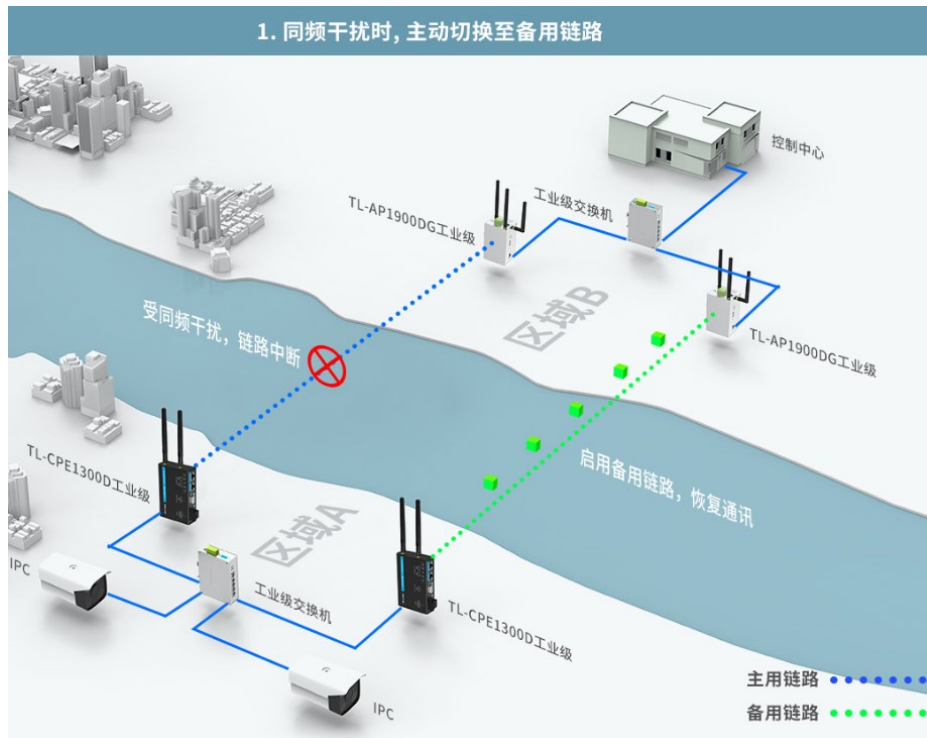 1. 同频干扰时, 主动切换至备用链路
控制中心
工业级交换机
TL-AP1900DG工业级
区域B
TL-AP1900DG工业级
受同频干扰，链路中断
启用备用链路，恢复通讯
TL-CPE1300D工业级
区域A
IPC
工业级交换机
TL-CPE1300D工业级
IPC
主用链路
备用链路